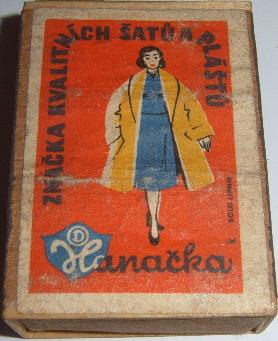 ZNAČKA KVALITNÍCH ŠATŮ A PLÁŠŤŮ
D
Hanačka
SOLO LIPNÍK
K